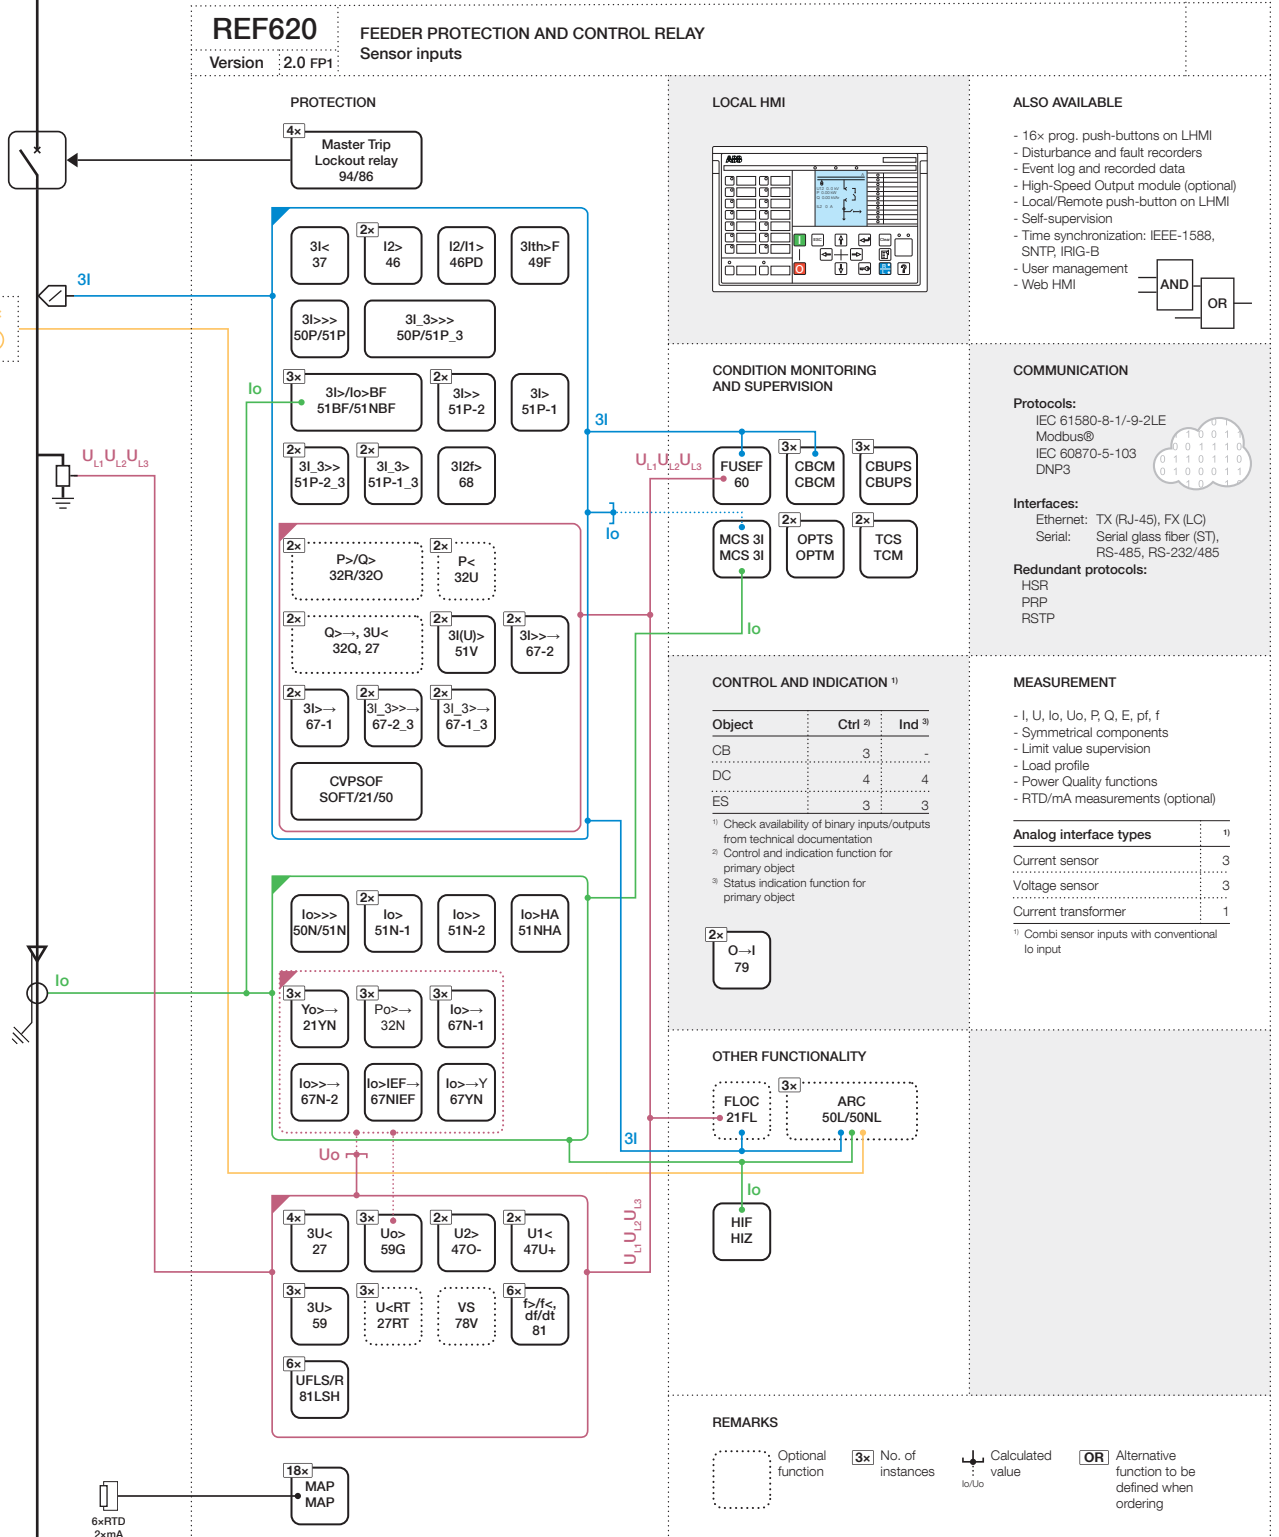 REF620
FEEDER PROTECTION AND CONTROL RELAY
Sensor inputs
Version
2.0 FP1
PROTECTION
4×
Master Trip
Lockout relay
94/86
3I
3I<
37
2×
I2>
46
I2/I1>
46PD
3Ith>F
49F
3I>>>
50P/51P
3I_3>>>
50P/51P_3
Io
3×
3I>/Io>BF
51BF/51NBF
2×
3I>>
51P-2
3I>
51P-1
2×
3I_3>>
51P-2_3
2×
3I_3>
51P-1_3
3I2f>
68
UL1UL2UL3
2×
P>/Q>
32R/32O
2×
P<
32U
2×
Q>→, 3U<
32Q, 27
2×
3I(U)>
51V
2×
3I>>→
67-2
2×
3I>→
67-1
2×
3I_3>>→
67-2_3
2×
3I_3>→
67-1_3
CVPSOF
SOFT/21/50
Io>>>
50N/51N
2×
Io>
51N-1
Io>>
51N-2
Io>HA
51NHA
Io
3×
Yo>→
21YN
3×
Po>→
32N
3×
Io>→
67N-1
Io>>→
67N-2
Io>IEF→
67NIEF
Io>→Y
67YN
Uo
4×
3U<
27
3×
Uo>
59G
2×
U2>
47O-
2×
U1<
47U+
3×
3U>
59
3×
U<RT
27RT
VS
78V
6×
f>/f<,
df/dt
81
6×
UFLS/R
81LSH
18×
MAP
MAP
6×RTD
2×mA
LOCAL HMI
ABB
ALSO AVAILABLE
- 16× prog. push-buttons on LHMI
- Disturbance and fault recorders
- Event log and recorded data
- High-Speed Output module (optional)
- Local/Remote push-button on LHMI
- Self-supervision
- Time synchronization: IEEE-1588,
SNTP, IRIG-B
- User management
- Web HMI
AND
OR
CONDITION MONITORING
AND SUPERVISION
3I
UL1UL2UL3
FUSEF
60
3×
CBCM
CBCM
3×
CBUPS
CBUPS
Io
MCS 3I
MCS 3I
2×
OPTS
OPTM
2×
TCS
TCM
Io
COMMUNICATION
Protocols:
IEC 61580-8-1/-9-2LE
Modbus®
IEC 60870-5-103
DNP3
Interfaces:
Ethernet: TX (RJ-45), FX (LC)
Serial: Serial glass fiber (ST),
RS-485, RS-232/485
Redundant protocols:
HSR
PRP
RSTP
CONTROL AND INDICATION 1)
Object Ctrl 2) Ind 3)
CB 3 -
DC 4 4
ES 3 3
1) Check availability of binary inputs/outputs
from technical documentation
2) Control and indication function for
primary object
3) Status indication function for
primary object
2×
O→I
79
MEASUREMENT
- I, U, Io, Uo, P, Q, E, pf, f
- Symmetrical components
- Limit value supervision
- Load profile
- Power Quality functions
- RTD/mA measurements (optional)
Analog interface types 1)
Current sensor 3
Voltage sensor 3
Current transformer 1
1) Combi sensor inputs with conventional
Io input
OTHER FUNCTIONALITY
FLOC
21FL
3×
ARC
50L/50NL
3I
Io
HIF
HIZ
UL1UL2UL3
REMARKS
Optional
function
3× No. of
instances
Io/Uo
Calculated
value
OR Alternative
function to be
defined when
ordering